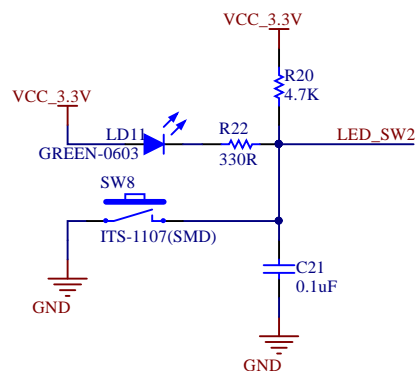 VCC_3.3V
R20
4.7K
VCC_3.3V
LD11
GREEN-0603
R22
330R
LED_SW2
SW8
ITS-1107(SMD)
C21
0.1uF
GND
GND